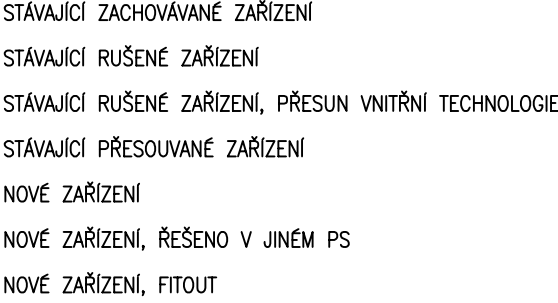 STÁVAJÍCÍ ZACHOVÁVANÉ ZAŘÍZENÍ
STÁVAJÍCÍ RUŠENÉ ZAŘÍZENÍ
STÁVAJÍCÍ RUŠENÉ ZAŘÍZENÍ, PŘESUN VNITŘNÍ TECHNOLOGIE
STÁVAJÍCÍ PŘESOUVANÉ ZAŘÍZENÍ
NOVÉ ZAŘÍZENÍ
NOVÉ ZAŘÍZENÍ, ŘEŠENO V JINÉM PS
NOVÉ ZAŘÍZENÍ, FITOUT